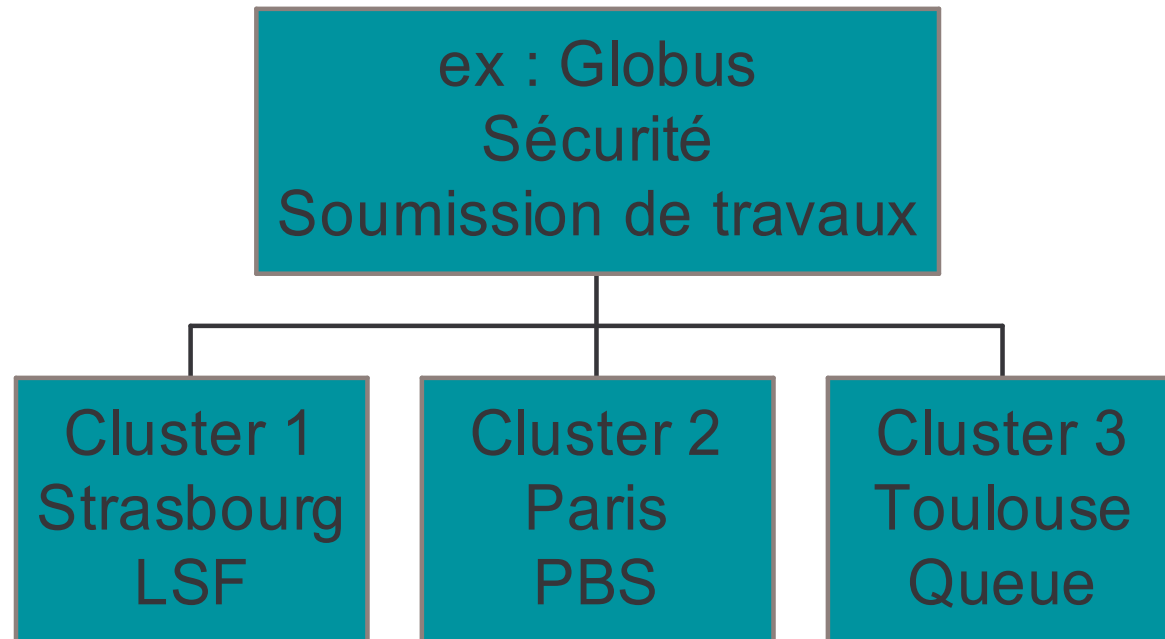 ex : Globus
Sécurité
Soumission de travaux
Cluster 1
Strasbourg
LSF
Cluster 2
Paris
PBS
Cluster 3
Toulouse
Queue